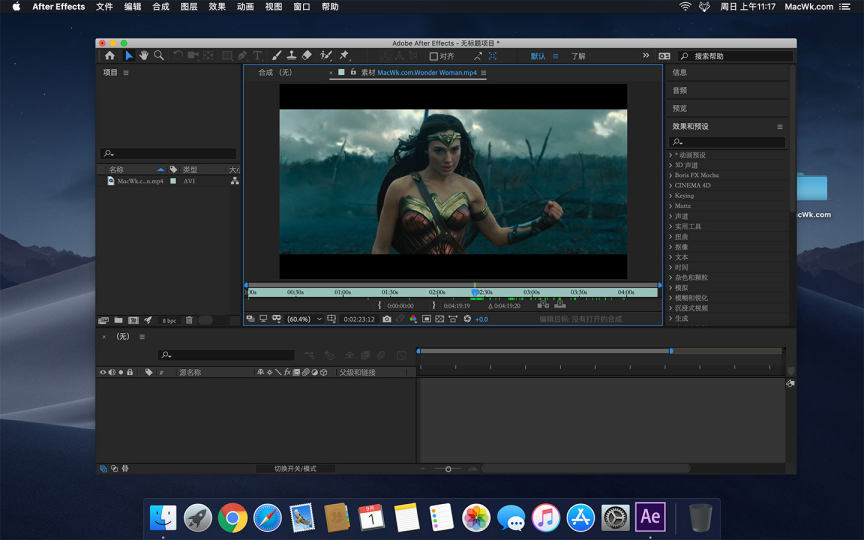 After Effects 文件 编辑 合成 图层 效果 动画 视图 窗口 帮助 周日 上午11:17 MacWk.com
Adobe After Effects - 无标题项目 *
对齐 默认 了解 搜索帮助
项目
合成 (无) 素材 MacWk.com.Wonder Woman.mp4
信息
音频
预览
效果和预设
名称 类型 大小
MacWk.c...n.mp4 AVI
* 动画预设
3D 声道
Boris FX Mocha
CINEMA 4D
Keying
Matte
声道
实用工具
扭曲
抠像
文本
时间
杂色和颗粒
模拟
模糊和锐化
沉浸式视频
生成
cWk.com
00s 00:30s 01:00s 01:30s 02:00s 02:30s 03:00s 03:30s 04:00s
{ 0:00:00:00 } 0:04:19:19 Δ 0:04:19:20
8 bpc
(60.4%) 0:02:23:12 +0.0 编辑目标: 没有打开的合成
(无)
# 源名称 fx 父级和链接
切换开关/模式
9月
1
Ae